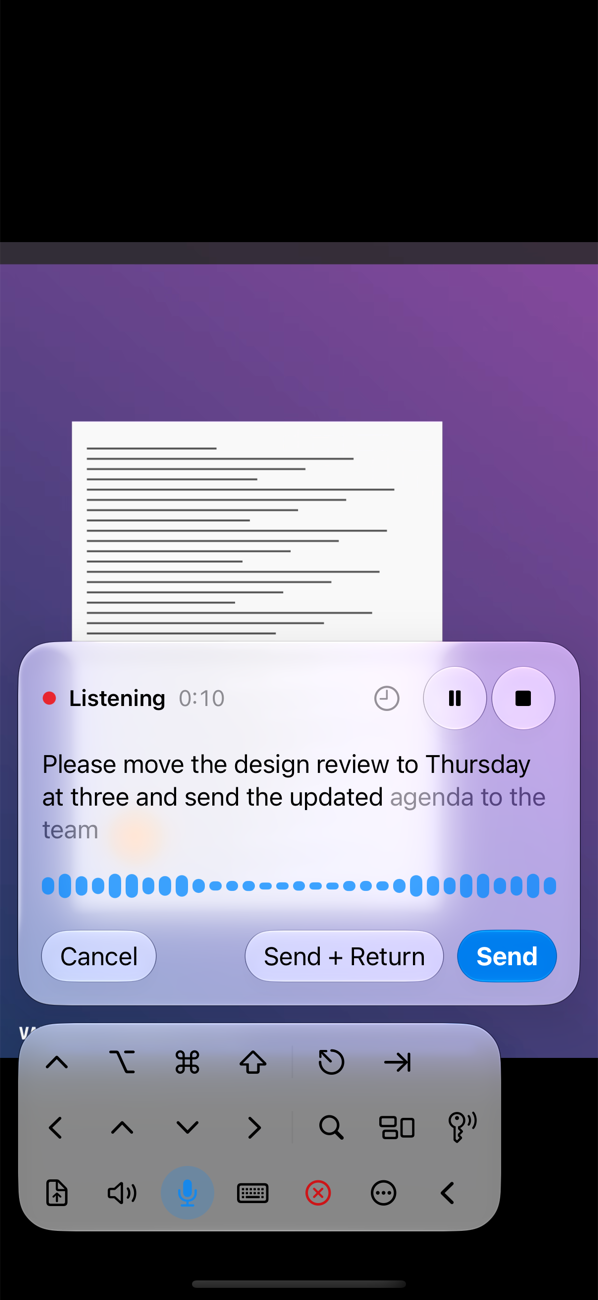 Listening 0:10
Please move the design review to Thursday
at three and send the updated agenda to the
team
Cancel Send + Return Send